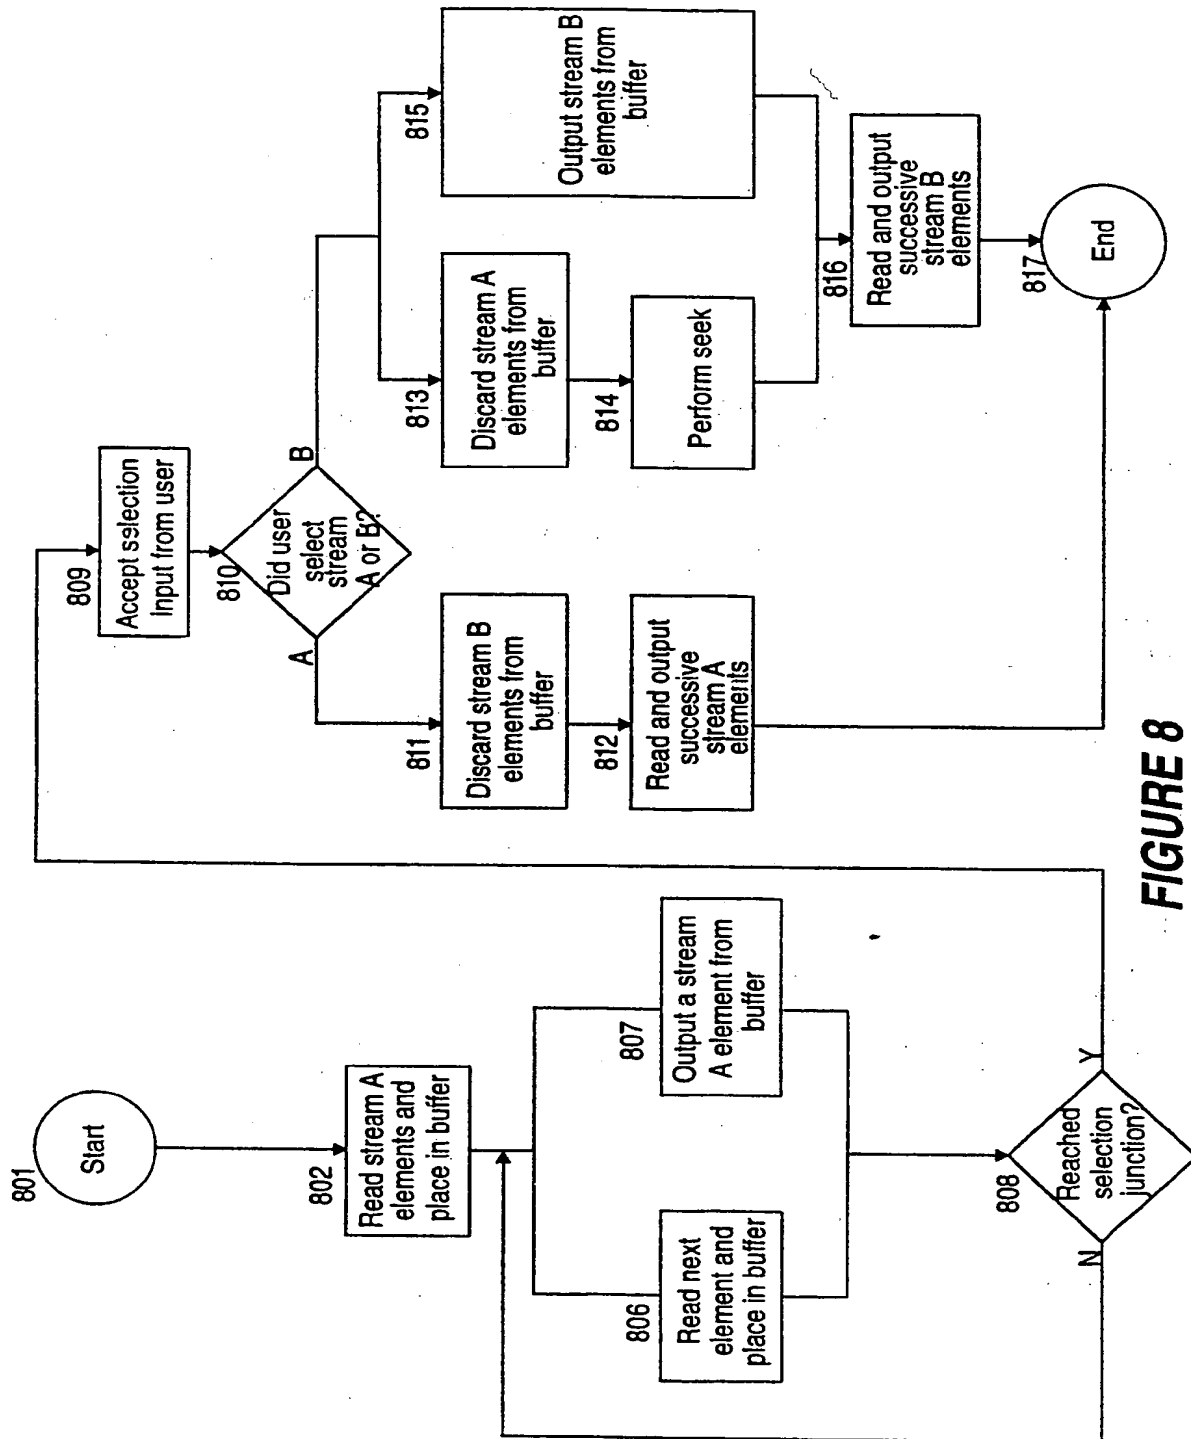 801
Start
802
Read stream A
elements and
place in buffer
806
Read next
element and
place in buffer
807
Output a stream
A element from
buffer
808
Reached
selection
junction?
N
Y
809
Accept selection
Input from user
810
Did user
select
stream
A or B?
A
B
811
Discard stream B
elements from
buffer
812
Read and output
successive
stream A
elements
813
Discard stream A
elements from
buffer
814
Perform seek
815
Output stream B
elements from
buffer
816
Read and output
successive
stream B
elements
817
End
FIGURE 8